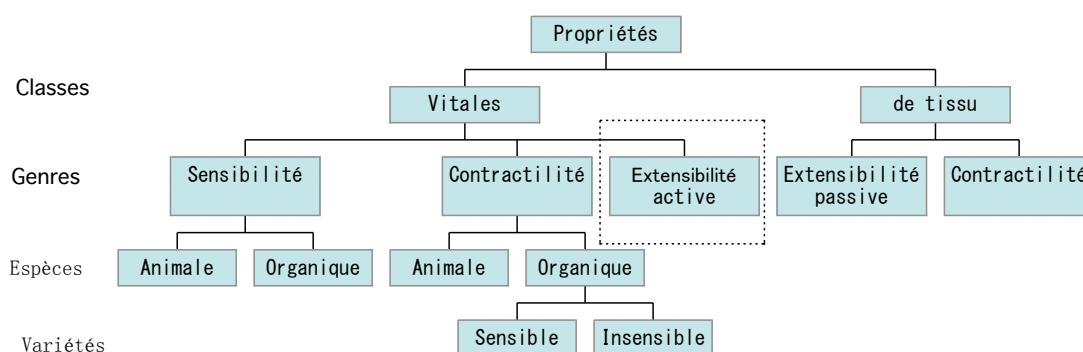 Propriétés
Classes
Vitales
de tissu
Genres
Sensibilité
Contractilité
Extensibilité
active
Extensibilité
passive
Contractilité
Espèces
Animale
Organique
Animale
Organique
Variétés
Sensible
Insensible